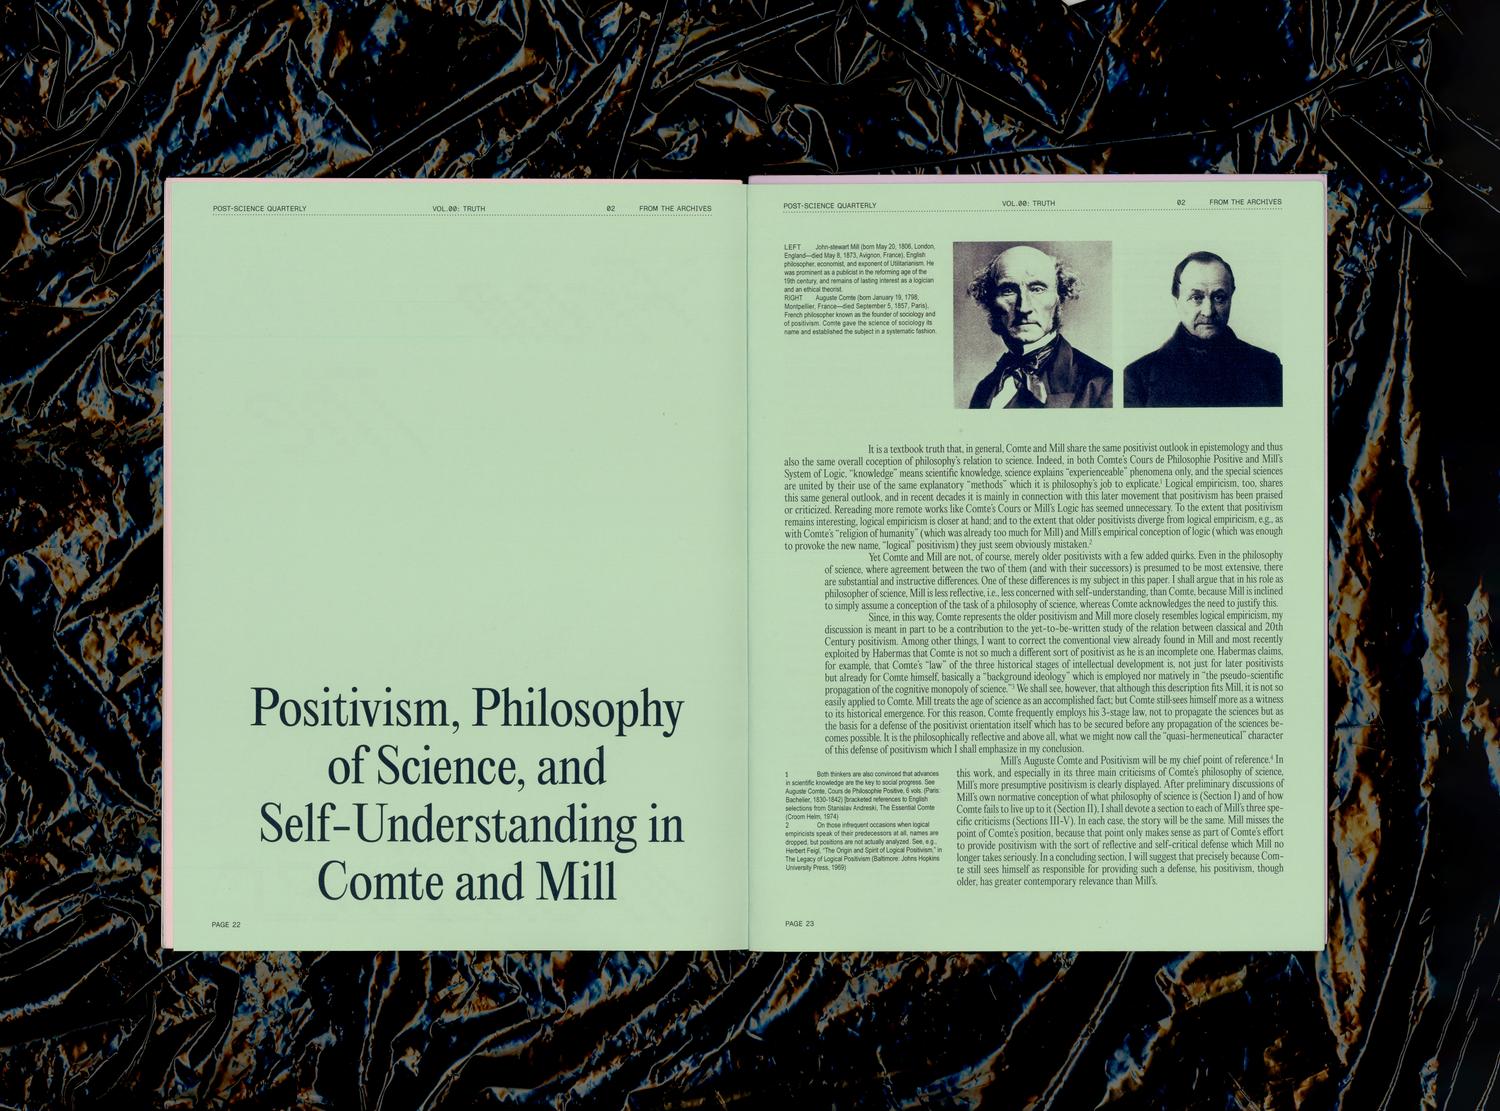 POST-SCIENCE QUARTERLY VOL.00: TRUTH 02 FROM THE ARCHIVES
Positivism, Philosophy
of Science, and
Self-Understanding in
Comte and Mill
PAGE 22
POST-SCIENCE QUARTERLY VOL.00: TRUTH 02 FROM THE ARCHIVES
LEFT John-stewart Mill (born May 20, 1806, London,
England—died May 8, 1873, Avignon, France), English
philosopher, economist, and exponent of Utilitarianism. He
was prominent as a publicist in the reforming age of the
19th century, and remains of lasting interest as a logician
and an ethical theorist.
RIGHT Auguste Comte (born January 19, 1798,
Montpellier, France—died September 5, 1857, Paris),
French philosopher known as the founder of sociology and
of positivism. Comte gave the science of sociology its
name and established the subject in a systematic fashion.
It is a textbook truth that, in general, Comte and Mill share the same positivist outlook in epistemology and thus
also the same overall coception of philosophy's relation to science. Indeed, in both Comte's Cours de Philosophie Positive and Mill's
System of Logic, “knowledge” means scientific knowledge, science explains “experienceable” phenomena only, and the special sciences
are united by their use of the same explanatory “methods” which it is philosophy's job to explicate.¹ Logical empiricism, too, shares
this same general outlook, and in recent decades it is mainly in connection with this later movement that positivism has been praised
or criticized. Rereading more remote works like Comte's Cours or Mill's Logic has seemed unnecessary. To the extent that positivism
remains interesting, logical empiricism is closer at hand; and to the extent that older positivists diverge from logical empiricism, e.g., as
with Comte's “religion of humanity” (which was already too much for Mill) and Mill's empirical conception of logic (which was enough
to provoke the new name, “logical” positivism) they just seem obviously mistaken.²
Yet Comte and Mill are not, of course, merely older positivists with a few added quirks. Even in the philosophy
of science, where agreement between the two of them (and with their successors) is presumed to be most extensive, there
are substantial and instructive differences. One of these differences is my subject in this paper. I shall argue that in his role as
philosopher of science, Mill is less reflective, i.e., less concerned with self-understanding, than Comte, because Mill is inclined
to simply assume a conception of the task of a philosophy of science, whereas Comte acknowledges the need to justify this.
Since, in this way, Comte represents the older positivism and Mill more closely resembles logical empiricism, my
discussion is meant in part to be a contribution to the yet-to-be-written study of the relation between classical and 20th
Century positivism. Among other things, I want to correct the conventional view already found in Mill and most recently
exploited by Habermas that Comte is not so much a different sort of positivist as he is an incomplete one. Habermas claims,
for example, that Comte's “law” of the three historical stages of intellectual development is, not just for later positivists
but already for Comte himself, basically a “background ideology” which is employed nor natively in “the pseudo-scientific
propagation of the cognitive monopoly of science.”³ We shall see, however, that although this description fits Mill, it is not so
easily applied to Comte. Mill treats the age of science as an accomplished fact; but Comte still-sees himself more as a witness
to its historical emergence. For this reason, Comte frequently employs his 3-stage law, not to propagate the sciences but as
the basis for a defense of the positivist orientation itself which has to be secured before any propagation of the sciences be-
comes possible. It is the philosophically reflective and above all, what we might now call the “quasi-hermeneutical” character
of this defense of positivism which I shall emphasize in my conclusion.
Mill's Auguste Comte and Positivism will be my chief point of reference.⁴ In
this work, and especially in its three main criticisms of Comte's philosophy of science,
Mill's more presumptive positivism is clearly displayed. After preliminary discussions of
Mill's own normative conception of what philosophy of science is (Section I) and of how
Comte fails to live up to it (Section II), I shall devote a section to each of Mill's three spe-
cific criticisms (Sections III-V). In each case, the story will be the same. Mill misses the
point of Comte's position, because that point only makes sense as part of Comte's effort
to provide positivism with the sort of reflective and self-critical defense which Mill no
longer takes seriously. In a concluding section, I will suggest that precisely because Com-
te still sees himself as responsible for providing such a defense, his positivism, though
older, has greater contemporary relevance than Mill's.
1 Both thinkers are also convinced that advances
in scientific knowledge are the key to social progress. See
Auguste Comte, Cours de Philosophie Positive, 6 vols. (Paris:
Bachelier, 1830-1842) [bracketed references to English
selections from Stanislav Andreski, The Essential Comte
(Croom Helm, 1974)
2 On those infrequent occasions when logical
empiricists speak of their predecessors at all, names are
dropped, but positions are not actually analyzed. See, e.g.,
Herbert Feigl, “The Origin and Spirit of Logical Positivism,” in
The Legacy of Logical Positivism (Baltimore: Johns Hopkins
University Press, 1969)
PAGE 23